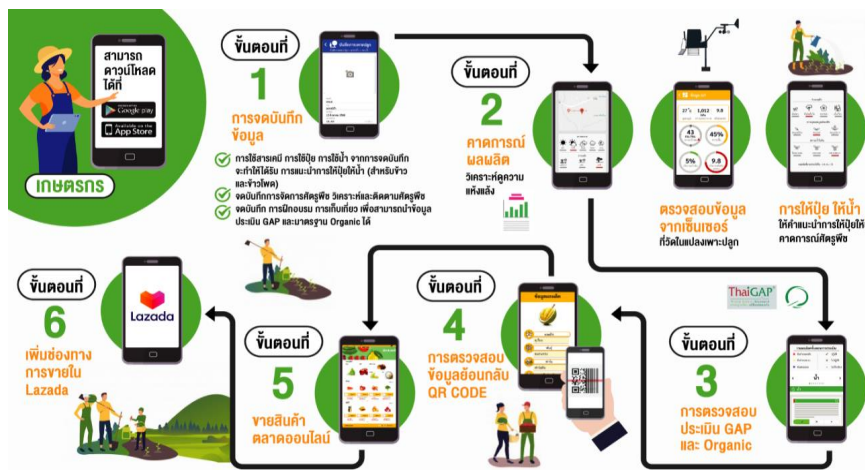 สามารถ
ดาวน์โหลด
ได้ที่
Google play
Available on the
App Store
เกษตรกร
ขั้นตอนที่
1
การจดบันทึก
ข้อมูล
การใช้สารเคมี การใช้ปุ๋ย การใช้น้ำ จากการจดบันทึก
จะทำให้ได้รับ การแนะนำการให้ปุ๋ยให้น้ำ (สำหรับข้าว
และข้าวโพด)
จดบันทึกการจัดการศัตรูพืช วิเคราะห์และติดตามศัตรูพืช
จดบันทึก การฝึกอบรม การเก็บเกี่ยว เพื่อสามารถนำข้อมูล
ประเมิน GAP และมาตรฐาน Organic ได้
ขั้นตอนที่
2
คาดการณ์
ผลผลิต
วิเคราะห์ดูความ
แห้งแล้ง
27
1,012
9.8
43
45%
5%
9.8
ตรวจสอบข้อมูล
จากเซ็นเซอร์
ที่วัดในแปลงเพาะปลูก
การให้ปุ๋ย ให้น้ำ
ให้คำแนะนำการให้ปุ๋ยให้
คาดการณ์ศัตรูพืช
ThaiGAP
ขั้นตอนที่
3
การตรวจสอบ
ประเมิน GAP
และ Organic
น้ำ
ขั้นตอนที่
4
การตรวจสอบ
ข้อมูลย้อนกลับ
QR CODE
ขั้นตอนที่
5
ขายสินค้า
ตลาดออนไลน์
ขั้นตอนที่
6
เพิ่มช่องทาง
การขายใน
Lazada
Lazada